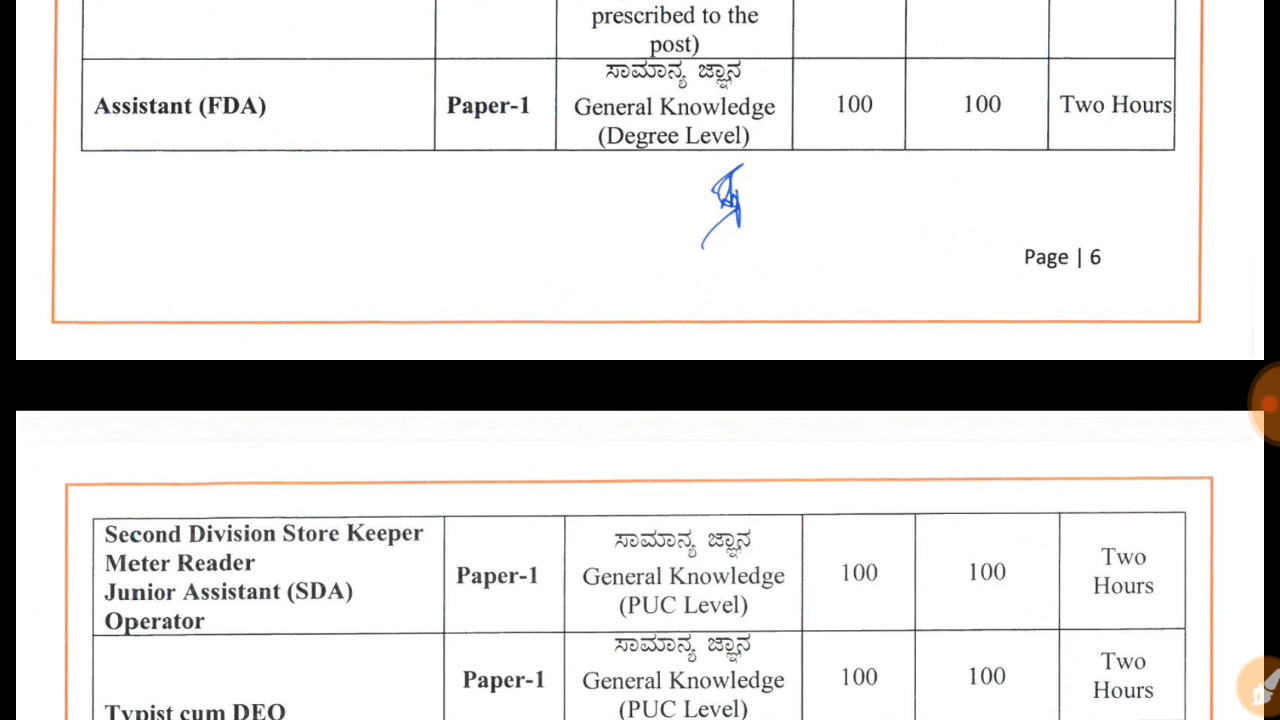 prescribed to the
post)
Assistant (FDA)
Paper-1
ಸಾಮಾನ್ಯ ಜ್ಞಾನ
General Knowledge
(Degree Level)
100
100
Two Hours
Page | 6
Second Division Store Keeper
Meter Reader
Junior Assistant (SDA)
Operator
Paper-1
ಸಾಮಾನ್ಯ ಜ್ಞಾನ
General Knowledge
(PUC Level)
100
100
Two
Hours
Typist cum DEO
Paper-1
ಸಾಮಾನ್ಯ ಜ್ಞಾನ
General Knowledge
(PUC Level)
100
100
Two
Hours